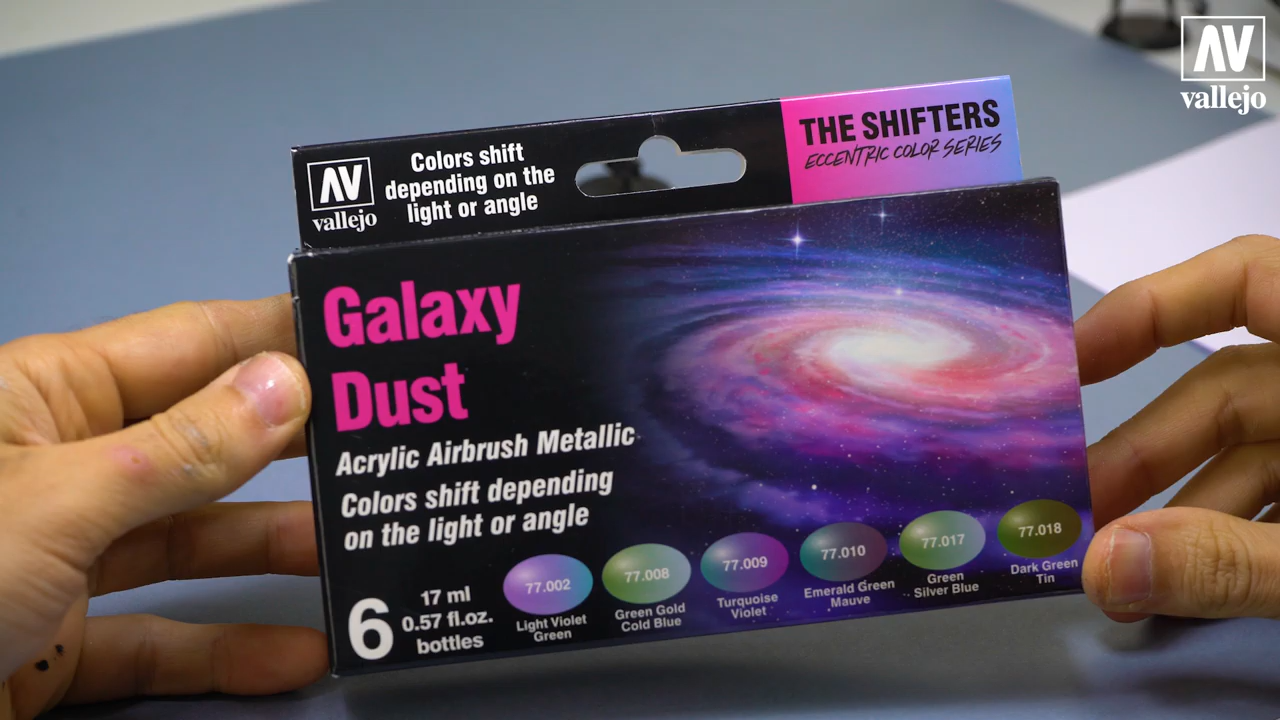 AV
vallejo
AV
vallejo
Colors shift
depending on the
light or angle
THE SHIFTERS
ECCENTRIC COLOR SERIES
Galaxy
Dust
Acrylic Airbrush Metallic
Colors shift depending
on the light or angle
6
17 ml
0.57 fl.oz.
bottles
77.002
Light Violet
Green
77.008
Green Gold
Cold Blue
77.009
Turquoise
Violet
77.010
Emerald Green
Mauve
77.017
Green
Silver Blue
77.018
Dark Green
Tin